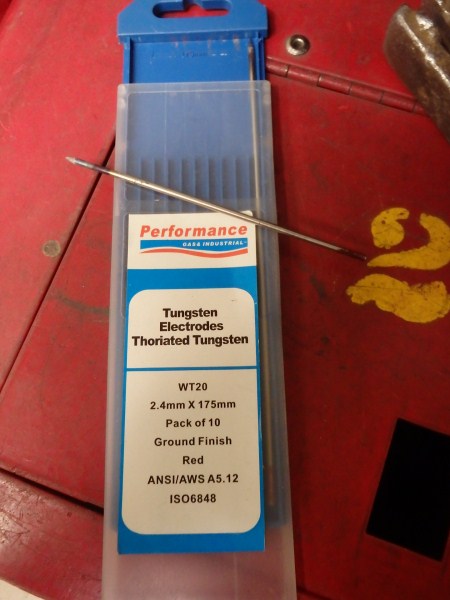 Performance
GAS & INDUSTRIAL
Tungsten
Electrodes
Thoriated Tungsten
WT20
2.4mm X 175mm
Pack of 10
Ground Finish
Red
ANSI/AWS A5.12
ISO6848